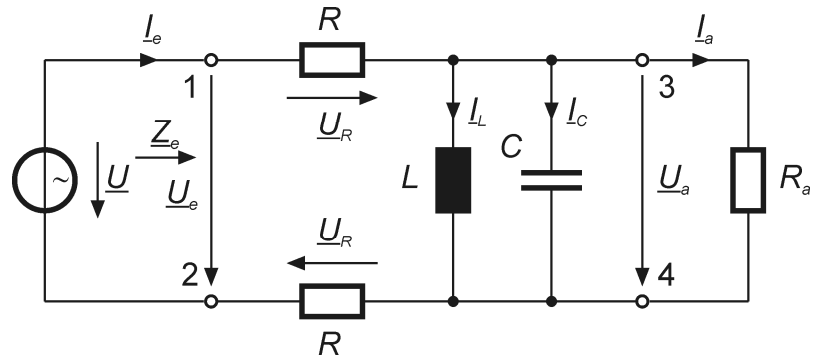 I_e
R
I_a
1
3
U_R
I_L
I_C
Z_e
U
U_e
L
C
U_a
R_a
U_R
2
4
R
~